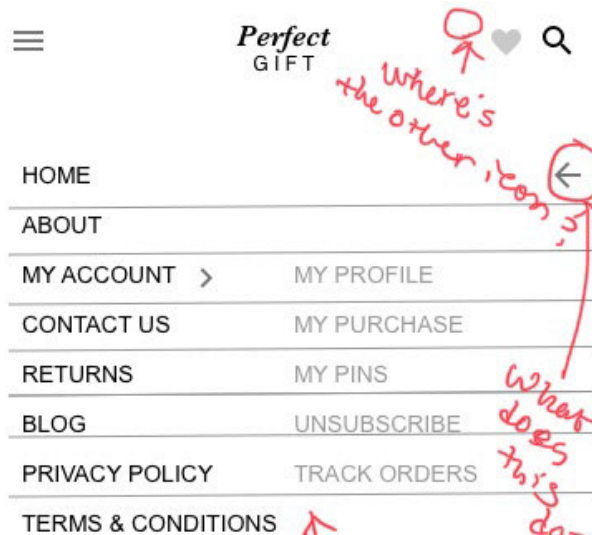 Perfect
GIFT
where's
the other icon?
HOME
ABOUT
MY ACCOUNT > MY PROFILE
CONTACT US MY PURCHASE
RETURNS MY PINS
BLOG UNSUBSCRIBE
PRIVACY POLICY TRACK ORDERS
TERMS & CONDITIONS
What
does
this